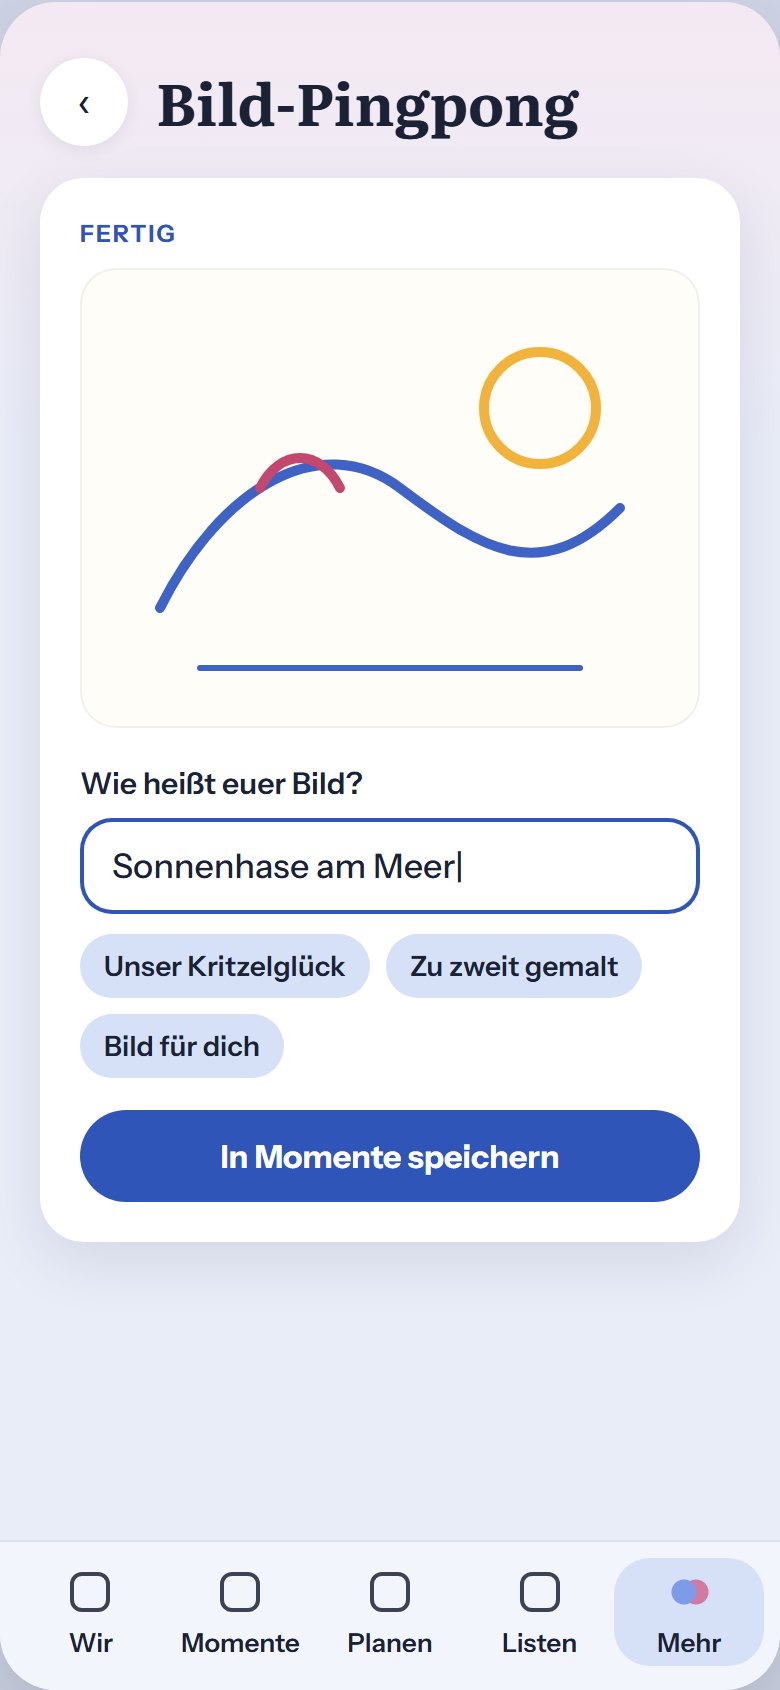 ‹
Bild-Pingpong
FERTIG
Wie heißt euer Bild?
Sonnenhase am Meer|
Unser Kritzelglück
Zu zweit gemalt
Bild für dich
In Momente speichern
Wir
Momente
Planen
Listen
Mehr